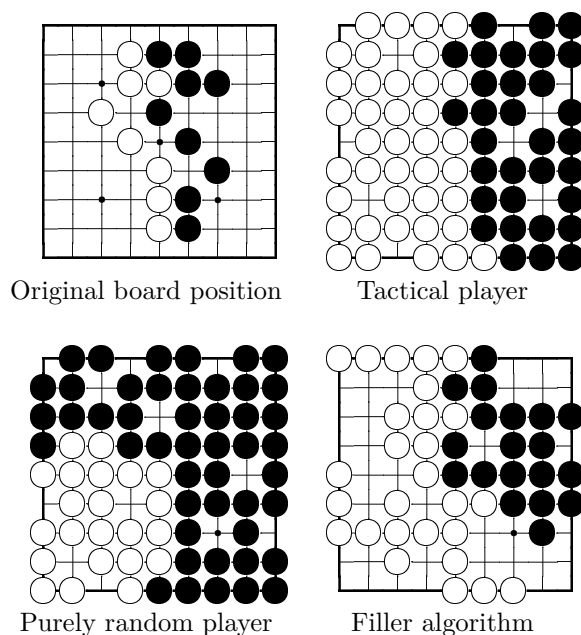 Original board position
Tactical player
Purely random player
Filler algorithm